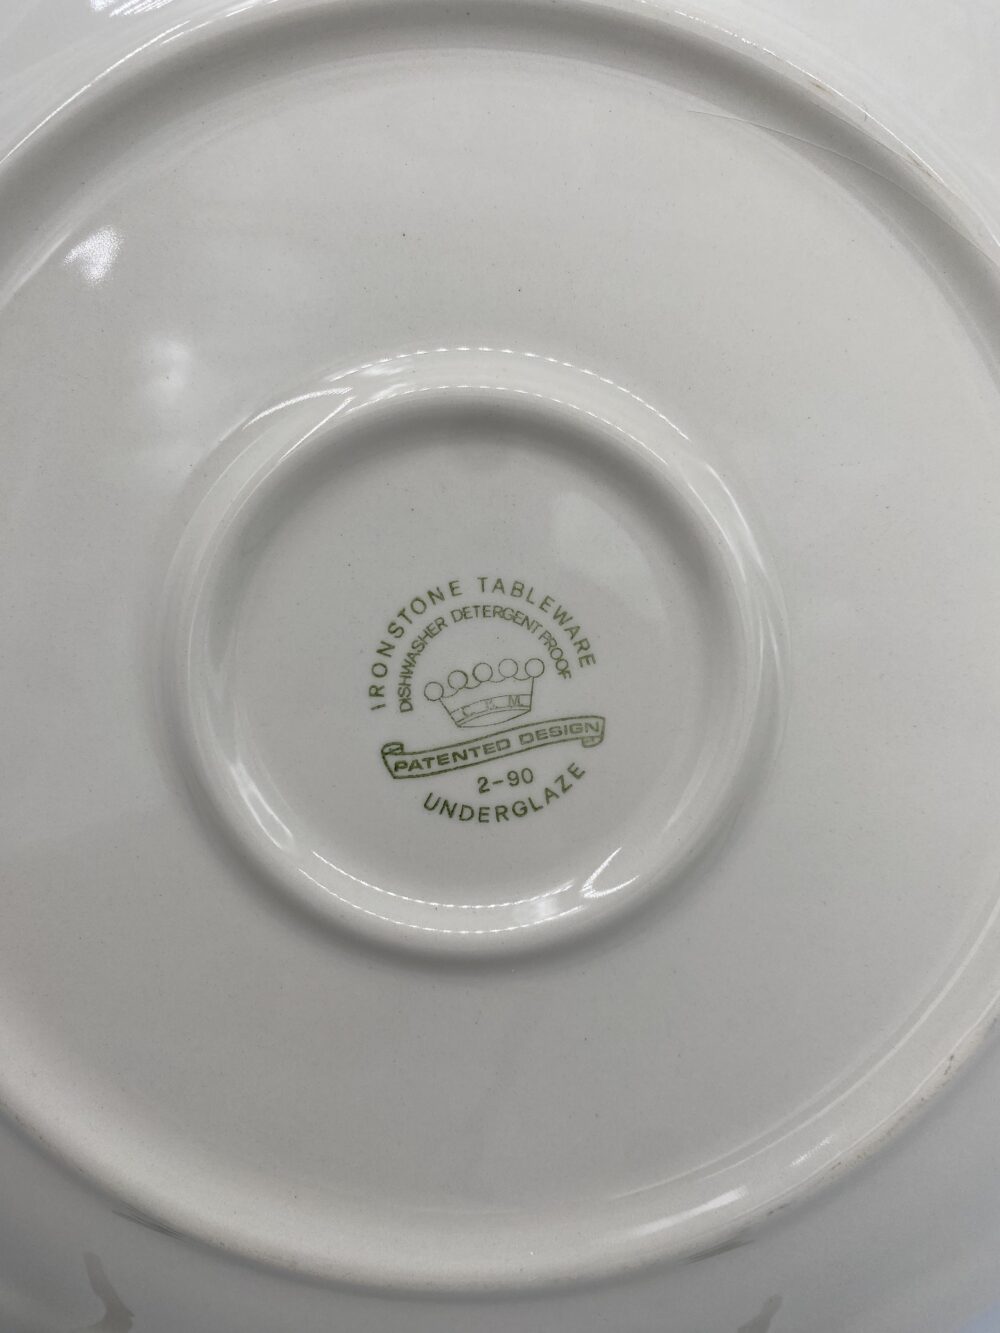 IRONSTONE TABLEWARE
DISHWASHER DETERGENT PROOF
PATENTED DESIGN
2-90
UNDERGLAZE